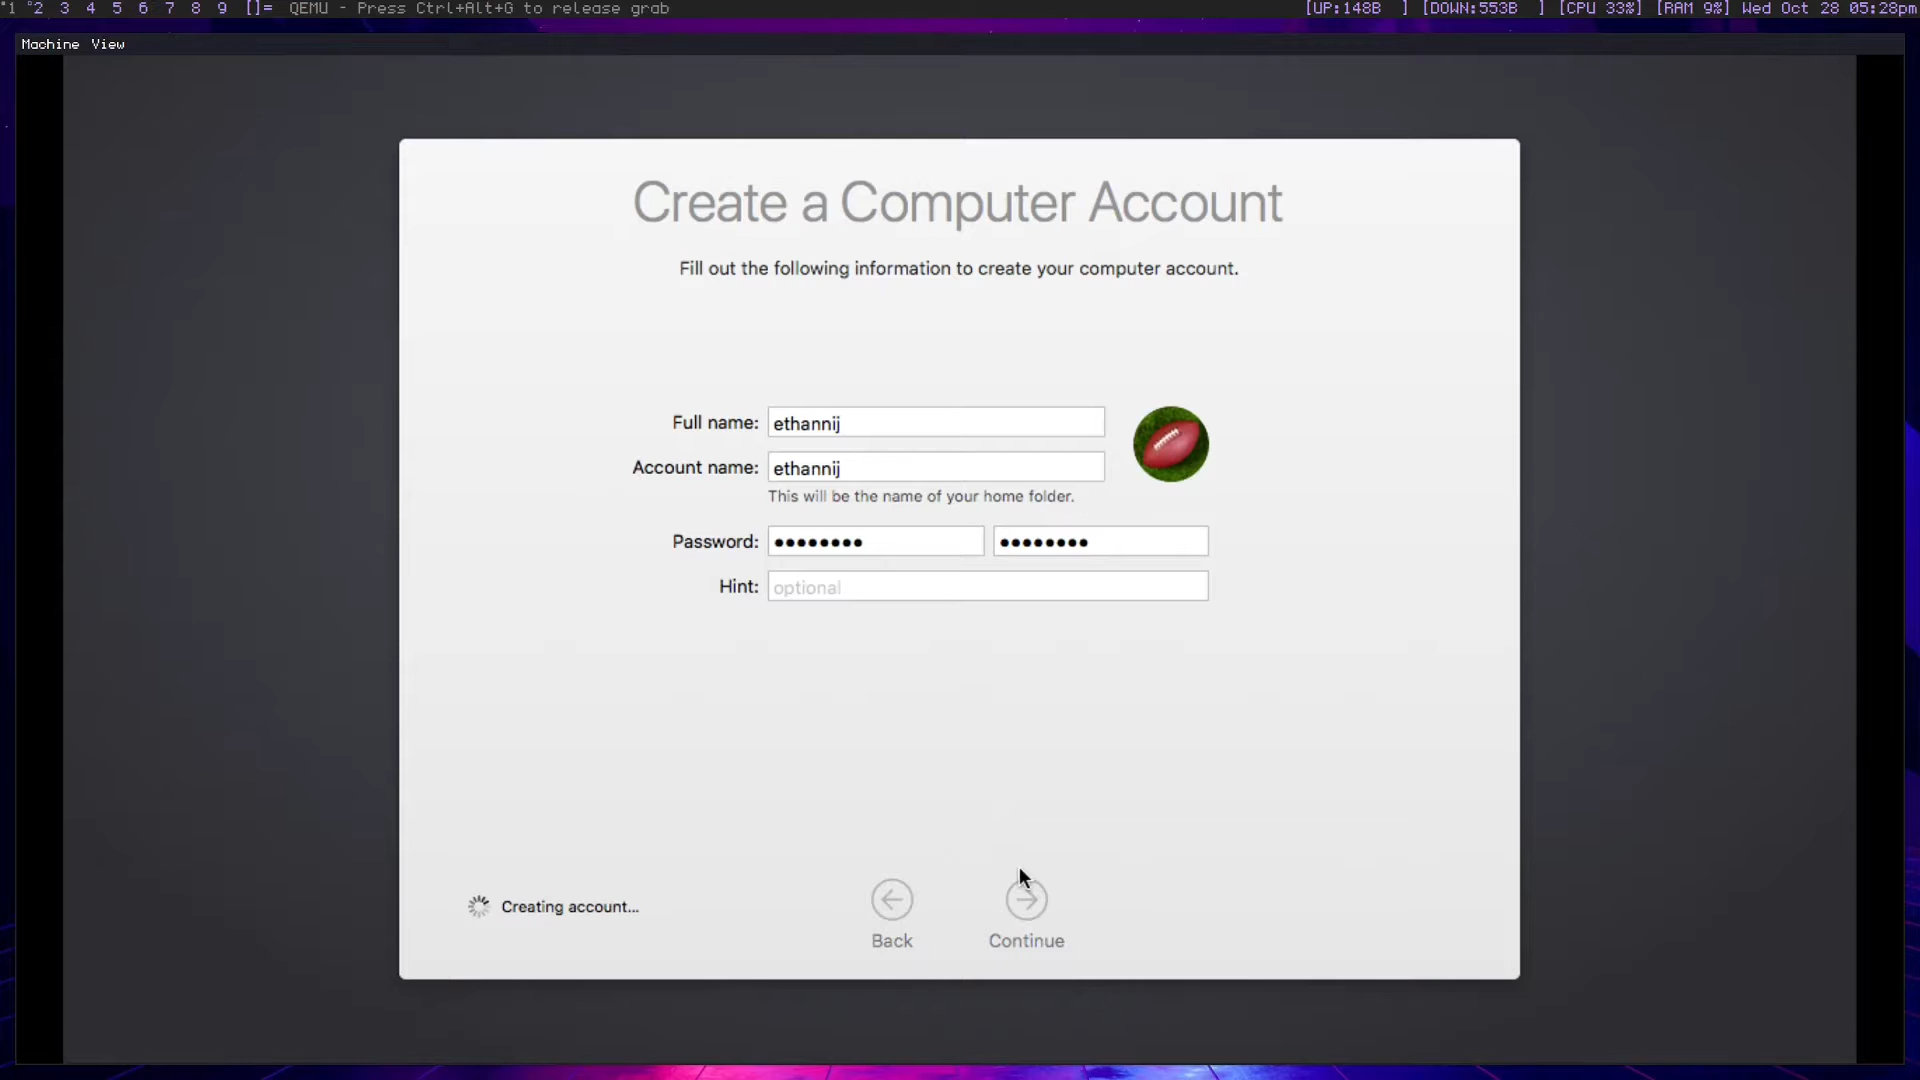 °1 °2 3 4 5 6 7 8 9 []= QEMU - Press Ctrl+Alt+G to release grab [UP:148B ] [DOWN:553B ] [CPU 33%] [RAM 9%] Wed Oct 28 05:28pm
Machine View
Create a Computer Account
Fill out the following information to create your computer account.
Full name: ethannij
Account name: ethannij
This will be the name of your home folder.
Password: •••••••• ••••••••
Hint: optional
Creating account...
Back Continue